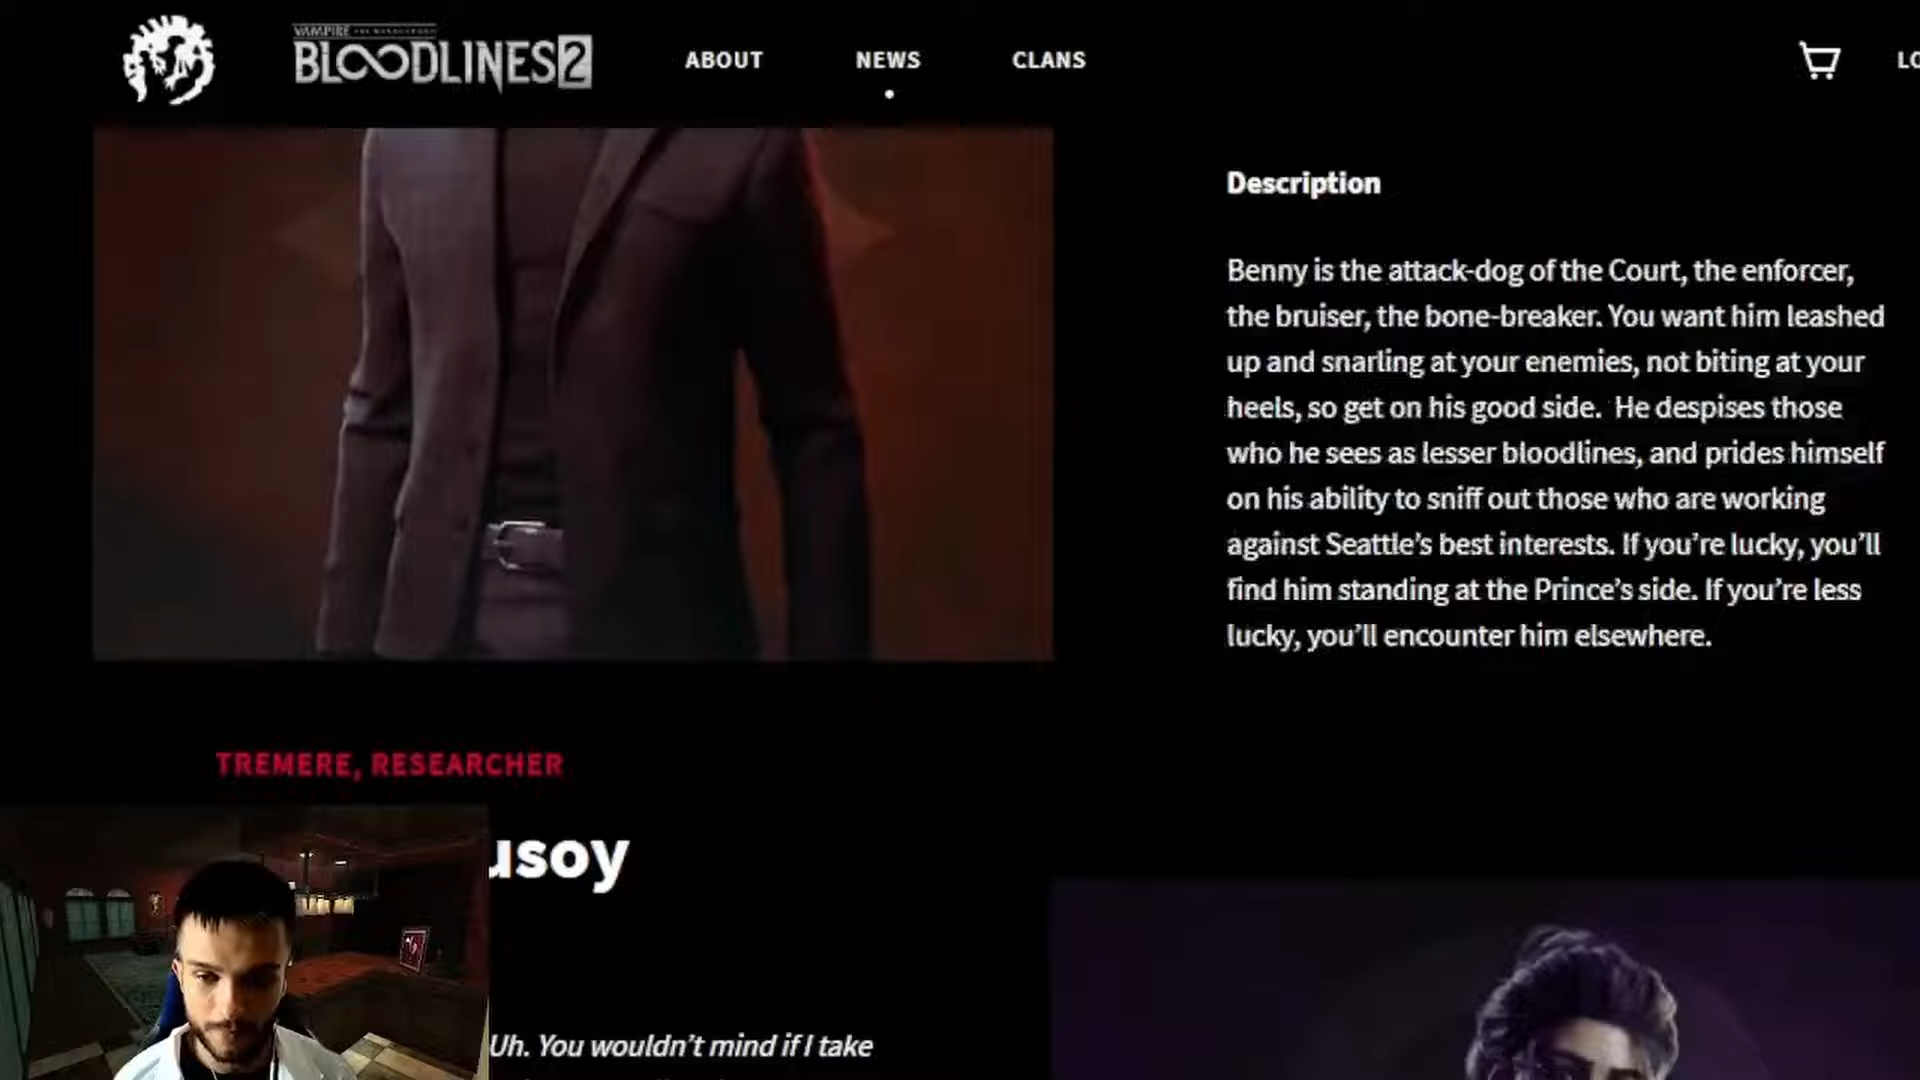 VAMPIRE
BLOODLINES 2
ABOUT
NEWS
CLANS
LO
Description
Benny is the attack-dog of the Court, the enforcer,
the bruiser, the bone-breaker. You want him leashed
up and snarling at your enemies, not biting at your
heels, so get on his good side.  He despises those
who he sees as lesser bloodlines, and prides himself
on his ability to sniff out those who are working
against Seattle’s best interests. If you’re lucky, you’ll
find him standing at the Prince’s side. If you’re less
lucky, you’ll encounter him elsewhere.
TREMERE, RESEARCHER
usoy
Uh. You wouldn’t mind if I take